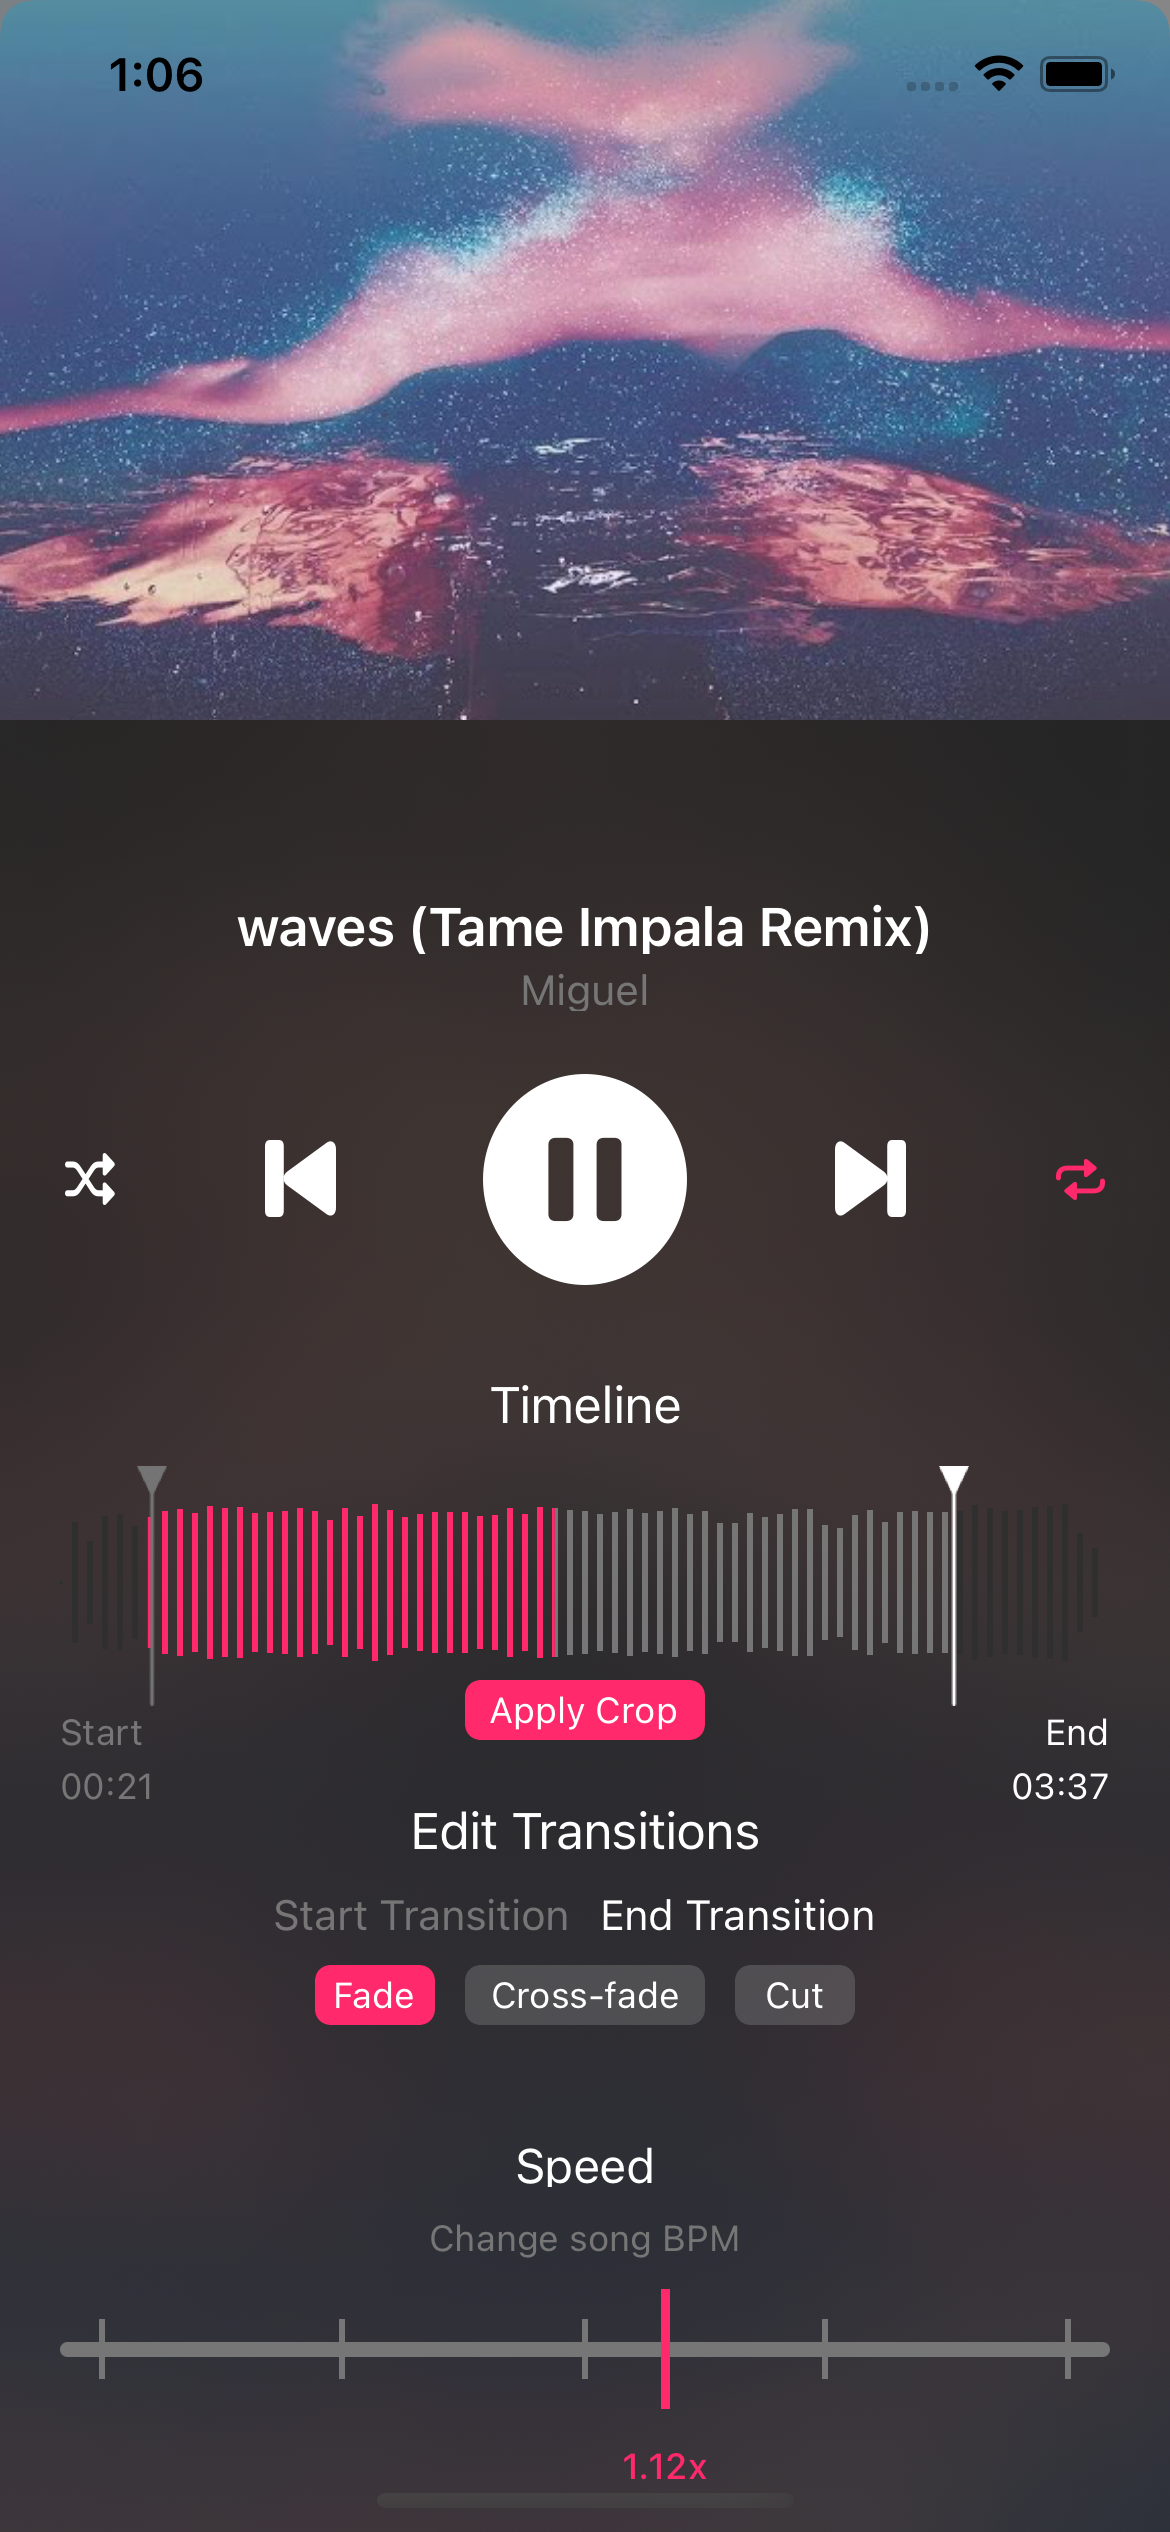 1:06
waves (Tame Impala Remix)
Miguel
Timeline
Apply Crop
Start
End
00:21
03:37
Edit Transitions
Start Transition End Transition
Fade Cross-fade Cut
Speed
Change song BPM
1.12x